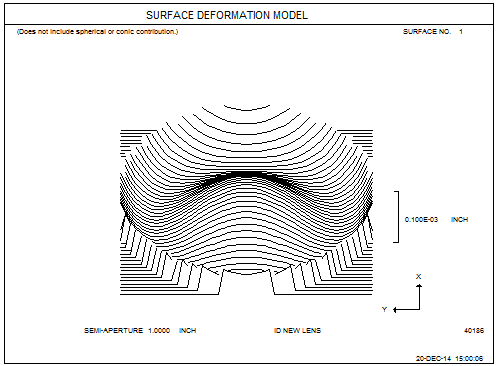 SURFACE DEFORMATION MODEL
(Does not include spherical or conic contribution.) SURFACE NO. 1
0.100E-03 INCH
X
Y
SEMI-APERTURE 1.0000 INCH ID NEW LENS 40186
20-DEC-14 15:00:06